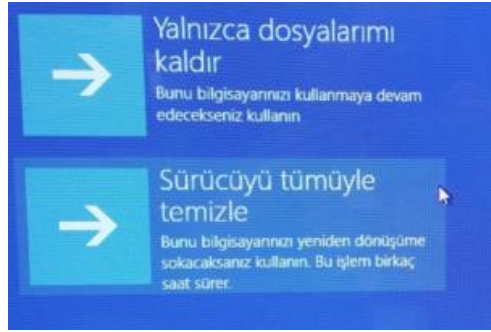 Yalnızca dosyalarımı
kaldır
Bunu bilgisayarınızı kullanmaya devam
edecekseniz kullanın
Sürücüyü tümüyle
temizle
Bunu bilgisayarınızı yeniden dönüşüme
sokacaksanız kullanın. Bu işlem birkaç
saat sürer.